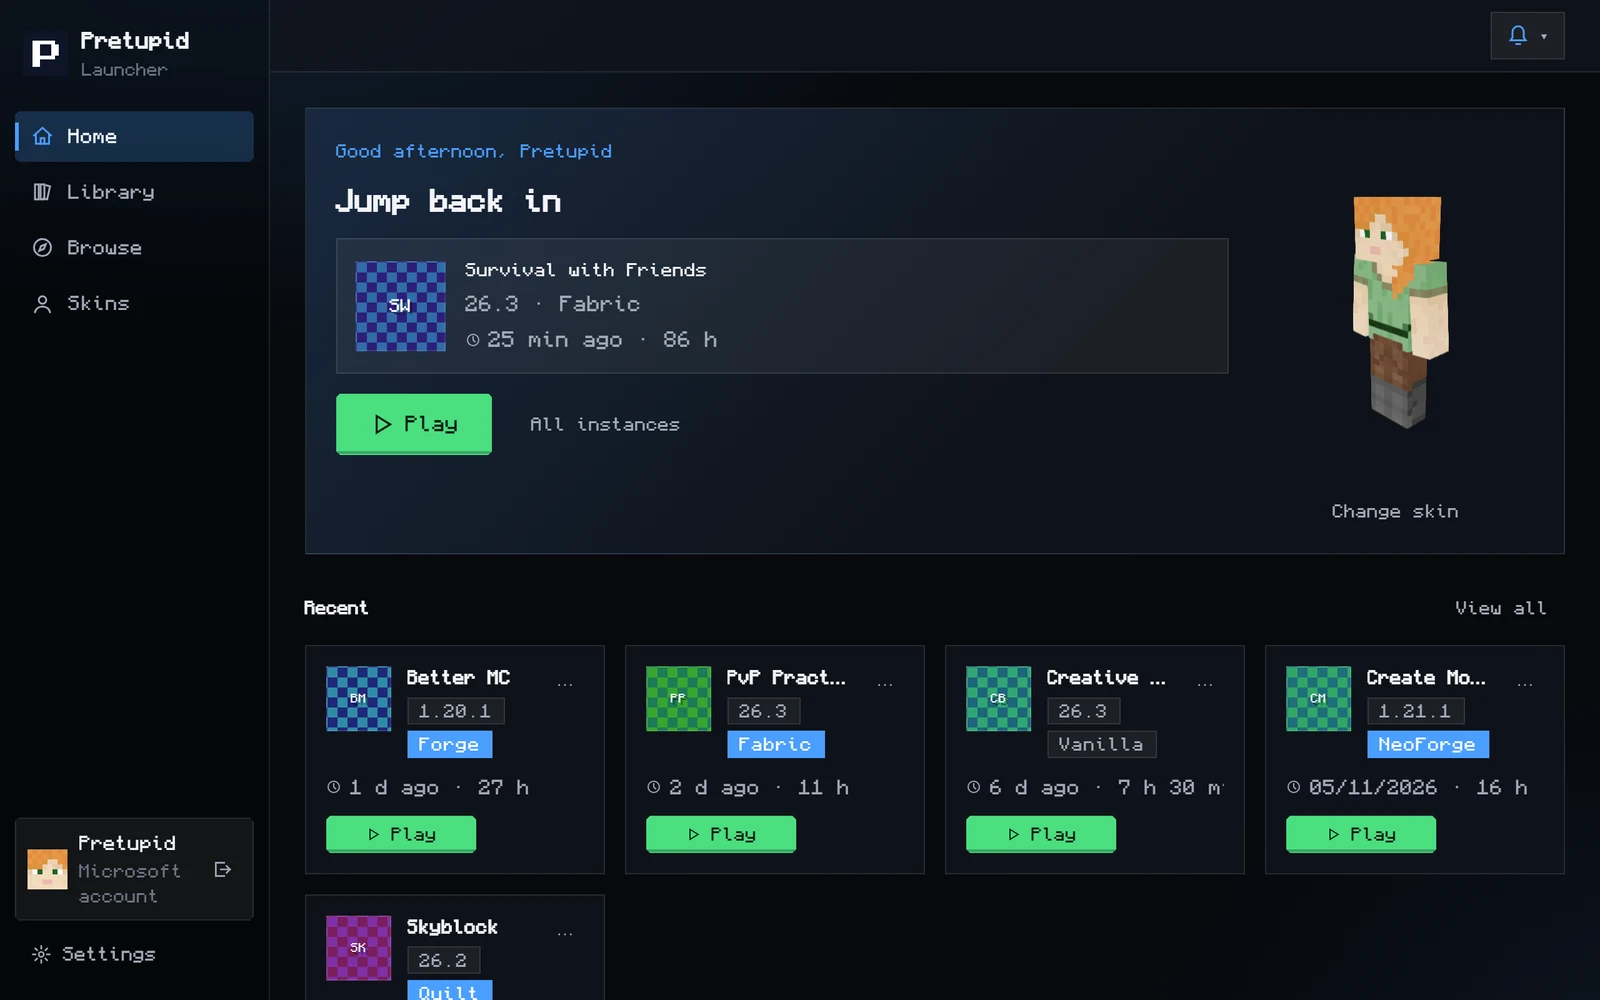 P
Pretupid
Launcher
Home
Library
Browse
Skins
Good afternoon, Pretupid
Jump back in
SW
Survival with Friends
26.3 · Fabric
25 min ago · 86 h
Play
All instances
Change skin
Recent
View all
BM
Better MC
...
1.20.1
Forge
1 d ago · 27 h
Play
PP
PvP Pract...
...
26.3
Fabric
2 d ago · 11 h
Play
CB
Creative ...
...
26.3
Vanilla
6 d ago · 7 h 30 m
Play
CM
Create Mo...
...
1.21.1
NeoForge
05/11/2026 · 16 h
Play
SK
Skyblock
...
26.2
Quilt
Pretupid
Microsoft
account
Settings